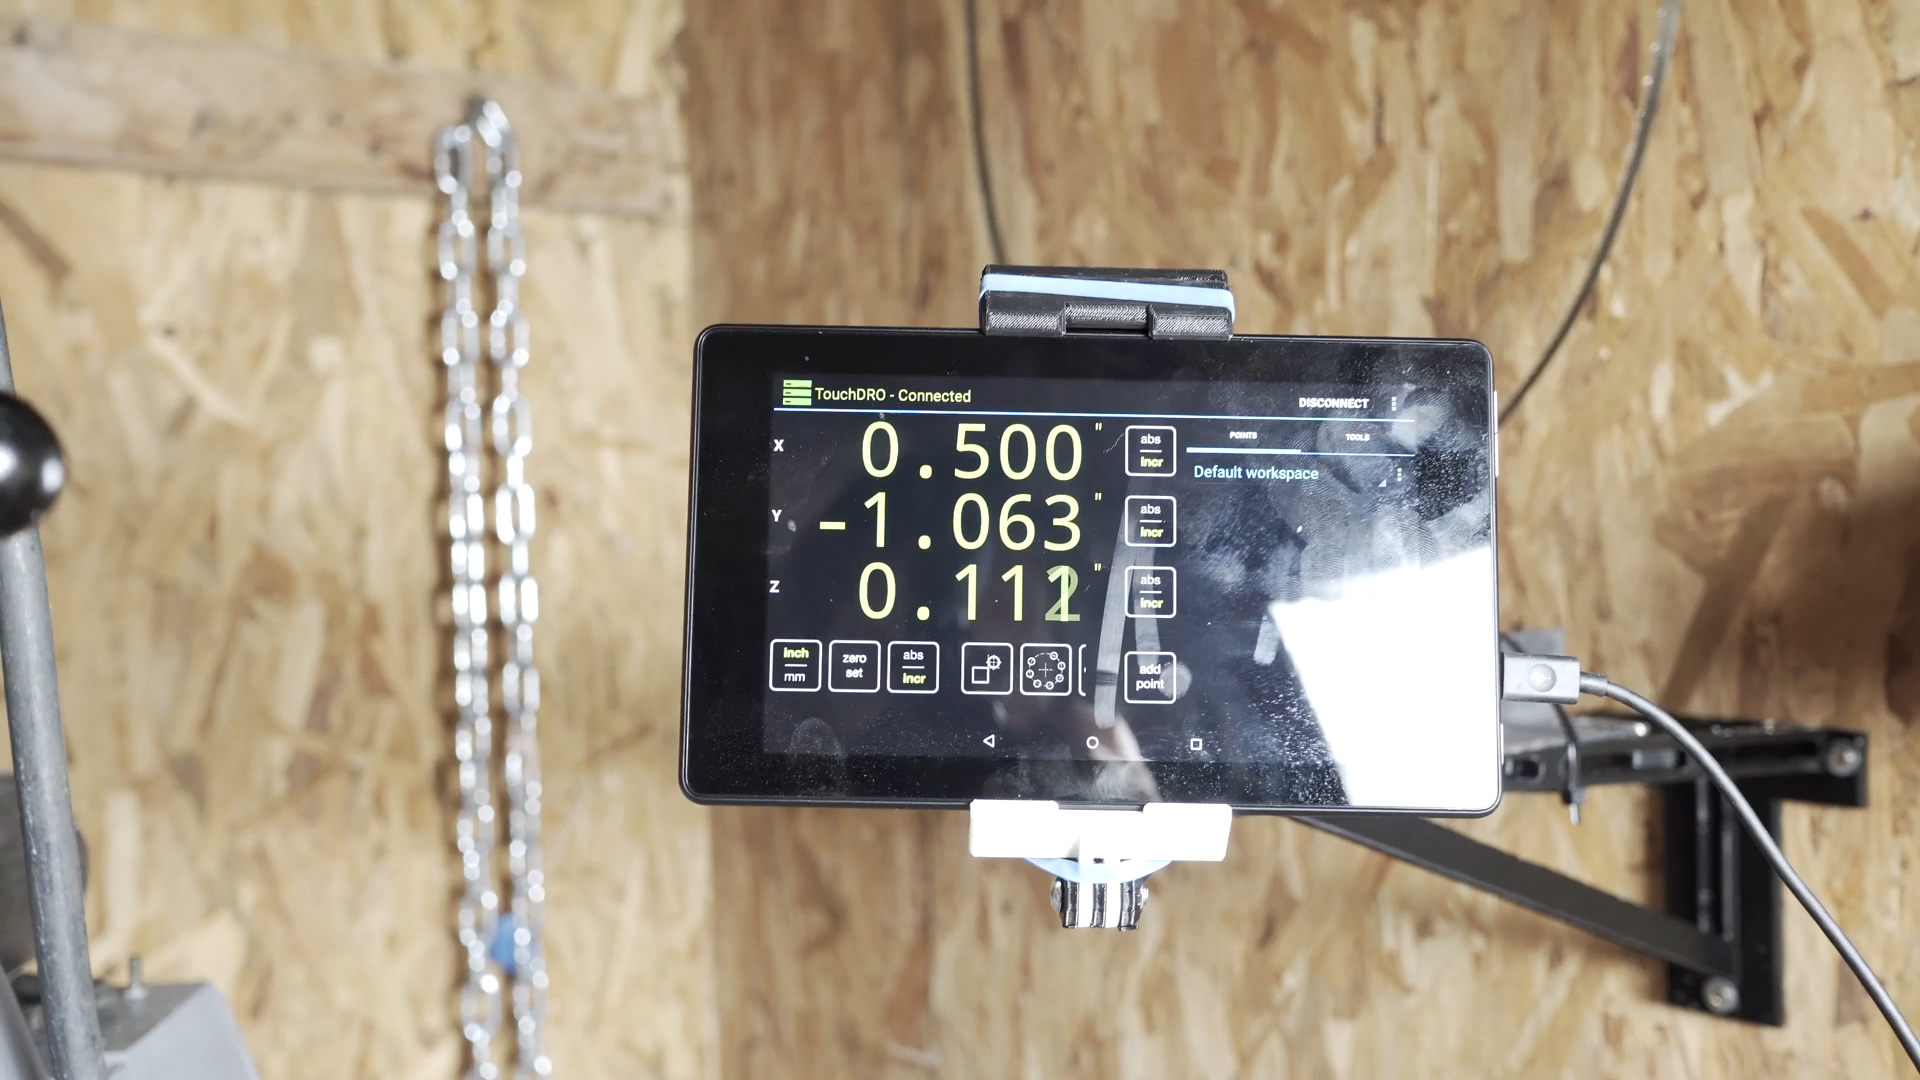 TouchDRO - Connected
DISCONNECT
X 0.500" abs incr
POINTS TOOLS
Default workspace
Y -1.063" abs incr
Z 0.111" abs incr
inch mm
zero set
abs incr
add point